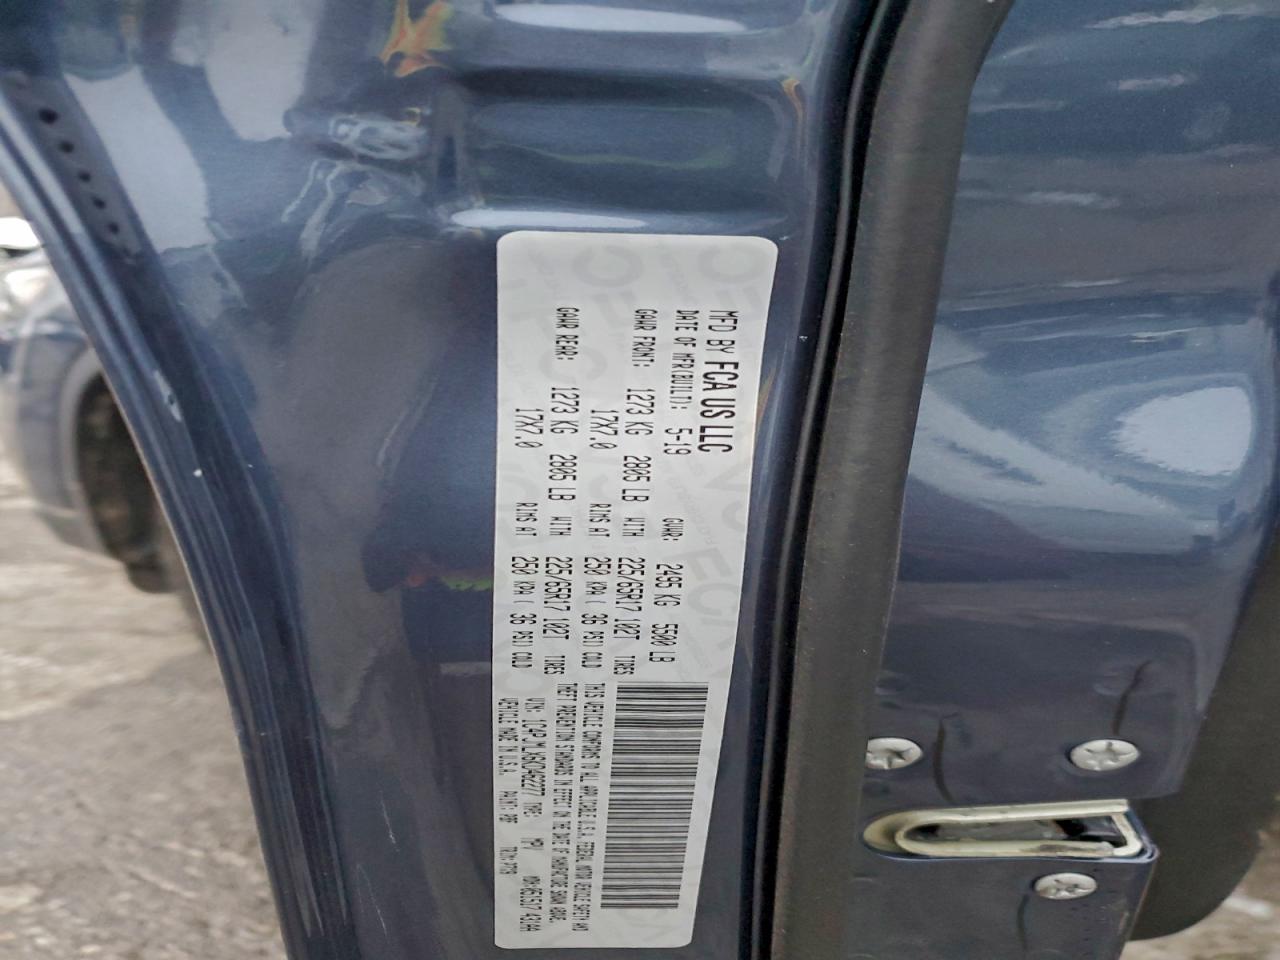 MFD BY FCA US LLC
DATE OF MFR(BUILT): 5-19 GVWR: 2495 KG 5500 LB
GAWR FRONT: 1273 KG 2805 LB WITH 225/65R17 102T TIRES
17X7.0 RIMS AT 250 KPA ( 36 PSI) COLD
GAWR REAR: 1273 KG 2805 LB WITH 225/65R17 102T TIRES
17X7.0 RIMS AT 250 KPA ( 36 PSI) COLD
THIS VEHICLE CONFORMS TO ALL APPLICABLE U.S.A. FEDERAL MOTOR VEHICLE SAFETY AND
THEFT PREVENTION STANDARDS IN EFFECT ON THE DATE OF MANUFACTURE SHOWN ABOVE.
VIN: TYPE: MPV
VEHICLE MADE IN U.S.A. PAINT: TRIM: